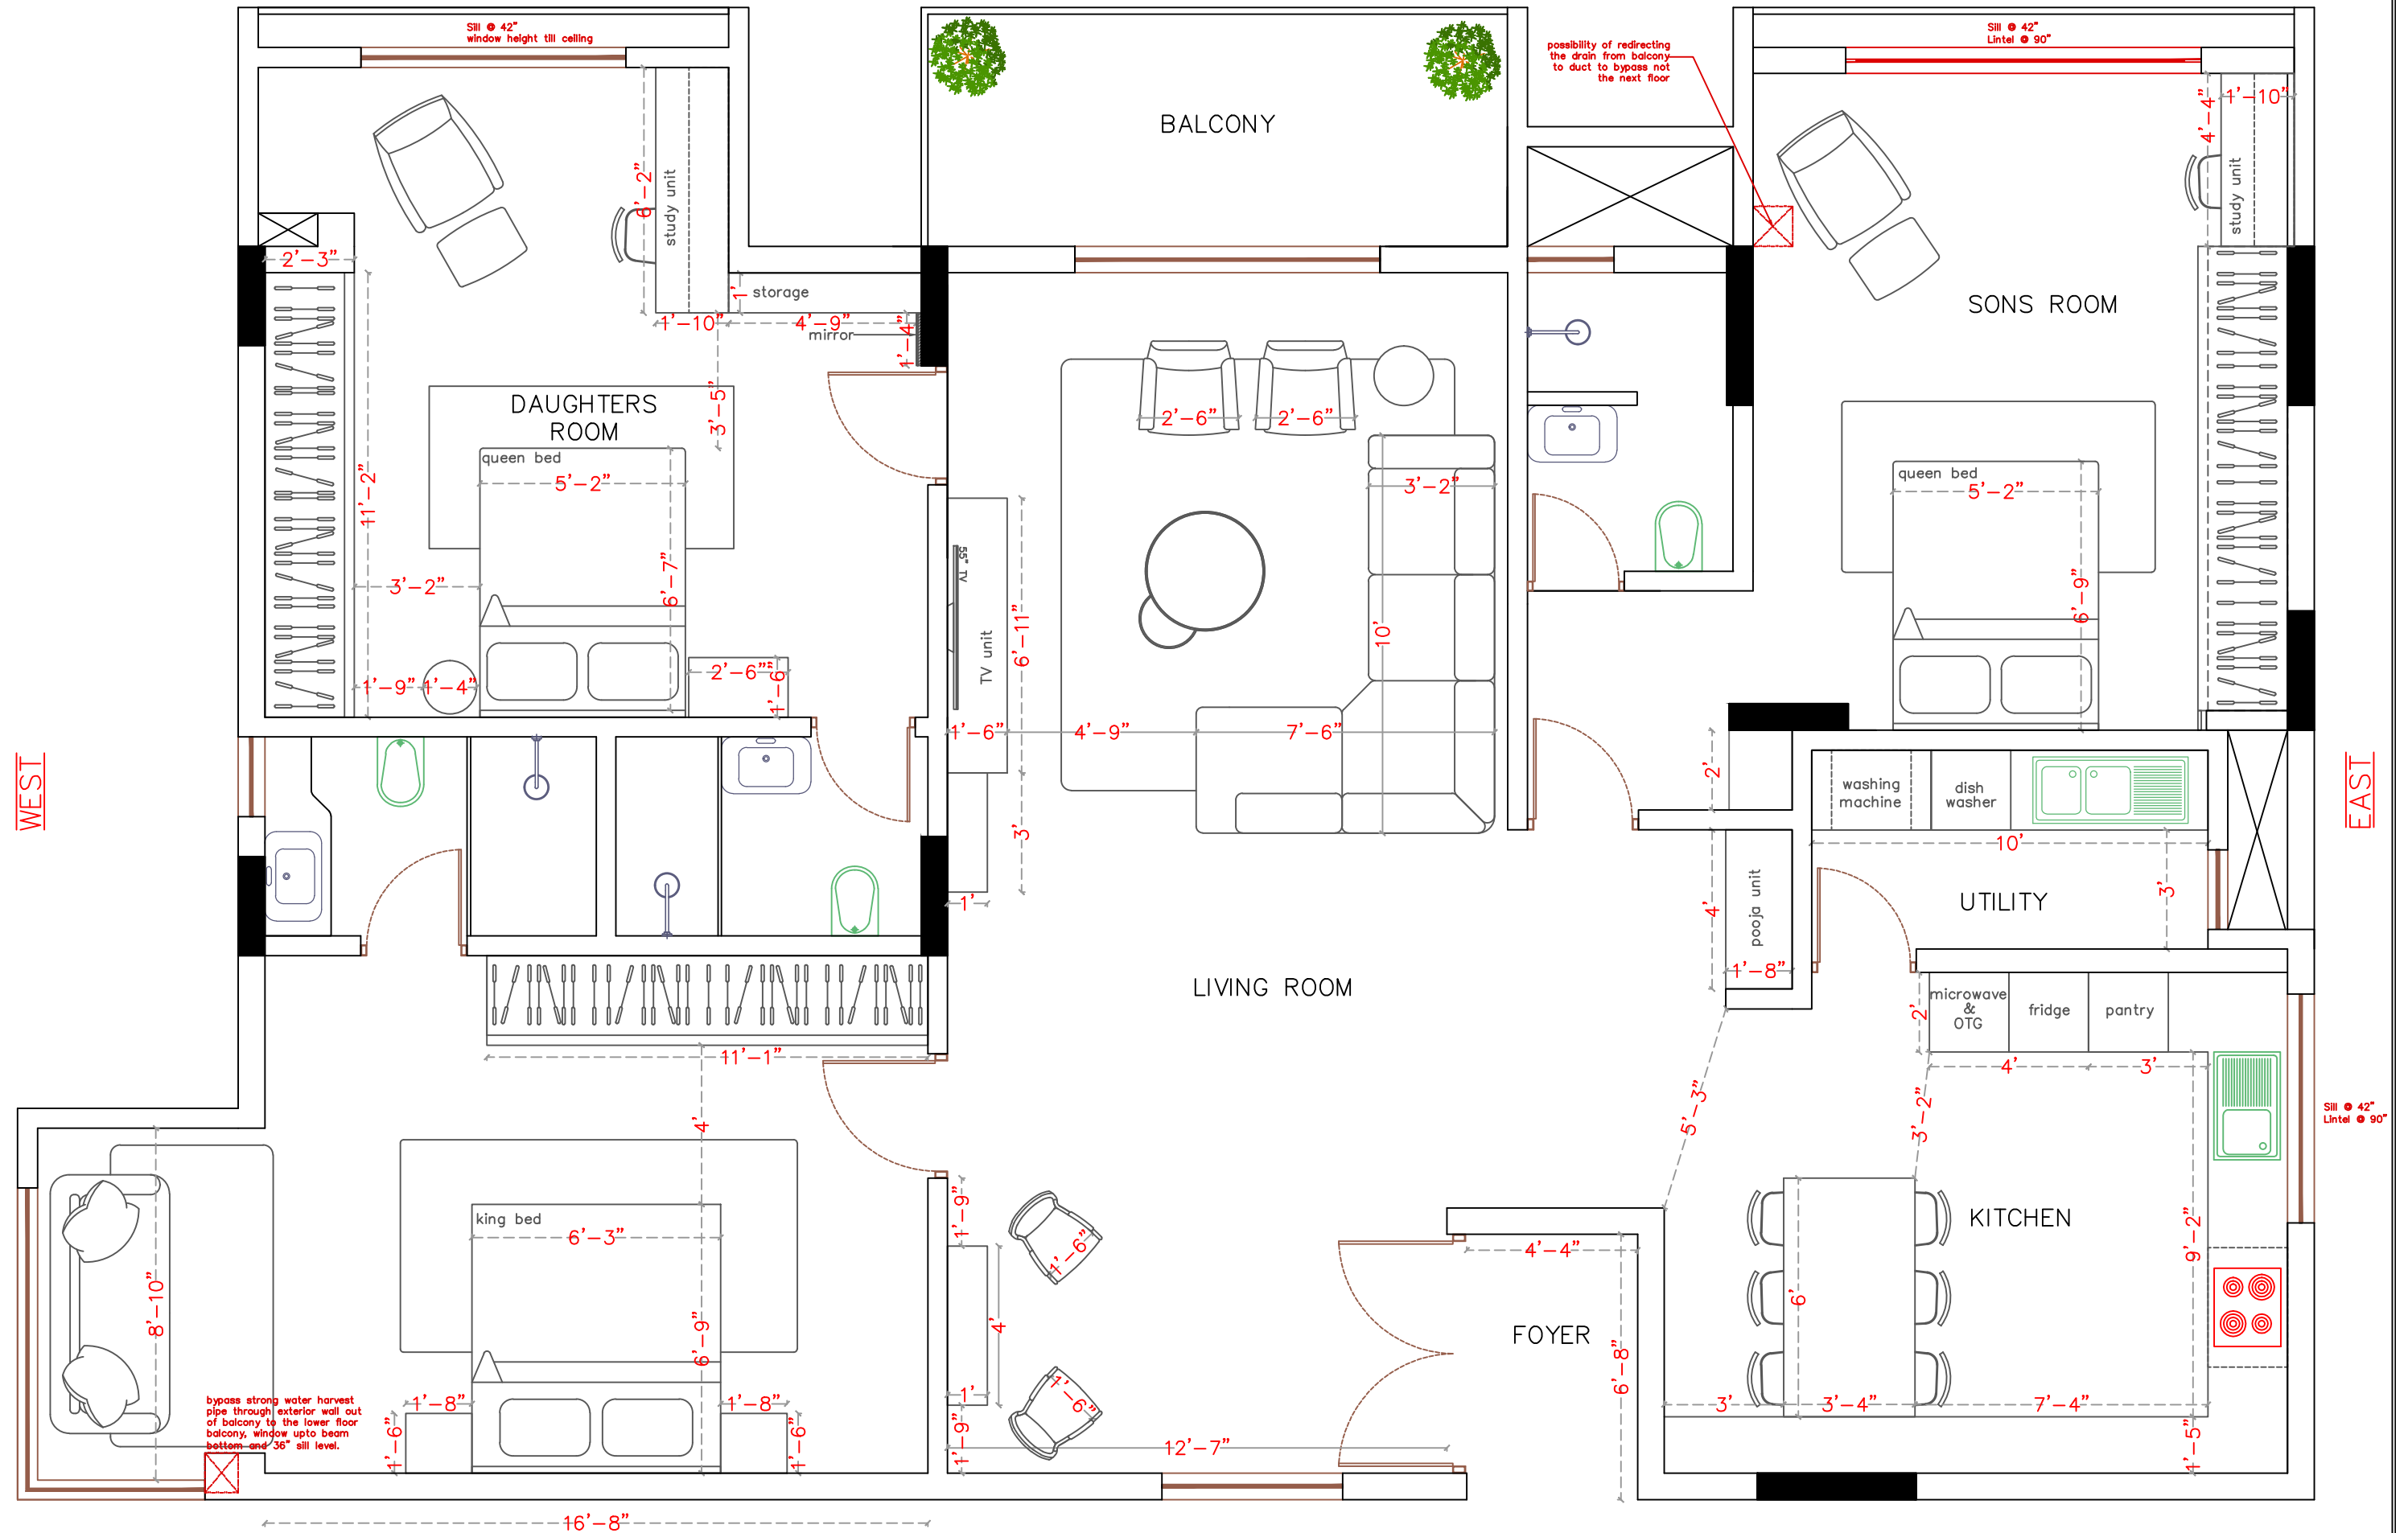 Sill @ 42"
window height till ceiling
Sill @ 42"
Lintel @ 90"
possibility of redirecting
the drain from balcony
to duct to bypass not
the next floor
BALCONY
1'-10"
4'-4"
study unit
6'-2"
study unit
2'-3"
1'
storage
1'-10"
4'-9"
mirror
1'-4"
SONS ROOM
DAUGHTERS
ROOM
3'-5"
2'-6"
2'-6"
queen bed
5'-2"
11'-2"
3'-2"
6'-7"
1'-9"
1'-4"
2'-6"
1'-6"
55" TV
TV unit
6'-11"
3'-2"
10'
1'-6"
4'-9"
7'-6"
3'
1'
queen bed
5'-2"
6'-9"
WEST
EAST
2'
washing
machine
dish
washer
10'
3'
UTILITY
4'
pooja unit
1'-8"
LIVING ROOM
microwave
&
OTG
fridge
pantry
2'
4'
3'
11'-1"
4'
5'-3"
3'-2"
Sill @ 42"
Lintel @ 90"
king bed
6'-3"
6'-9"
8'-10"
1'-9"
1'-6"
4'
1'
1'-6"
1'-9"
4'-4"
FOYER
6'-8"
KITCHEN
9'-2"
6'
3'
3'-4"
7'-4"
1'-5"
bypass strong water harvest
pipe through exterior wall out
of balcony to the lower floor
balcony, window upto beam
bottom and 36" sill level.
1'-8"
1'-8"
1'-6"
1'-6"
12'-7"
16'-8"